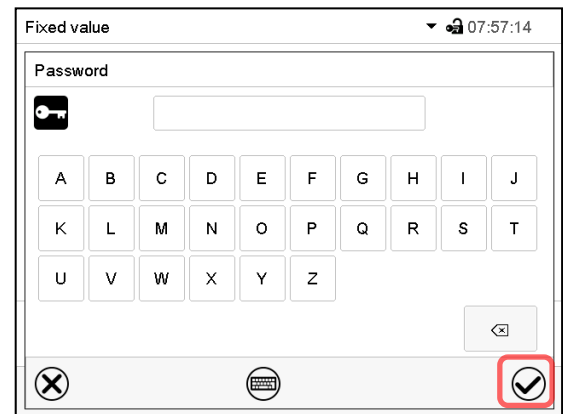 Fixed value 07:57:14
Password
A B C D E F G H I J
K L M N O P Q R S T
U V W X Y Z